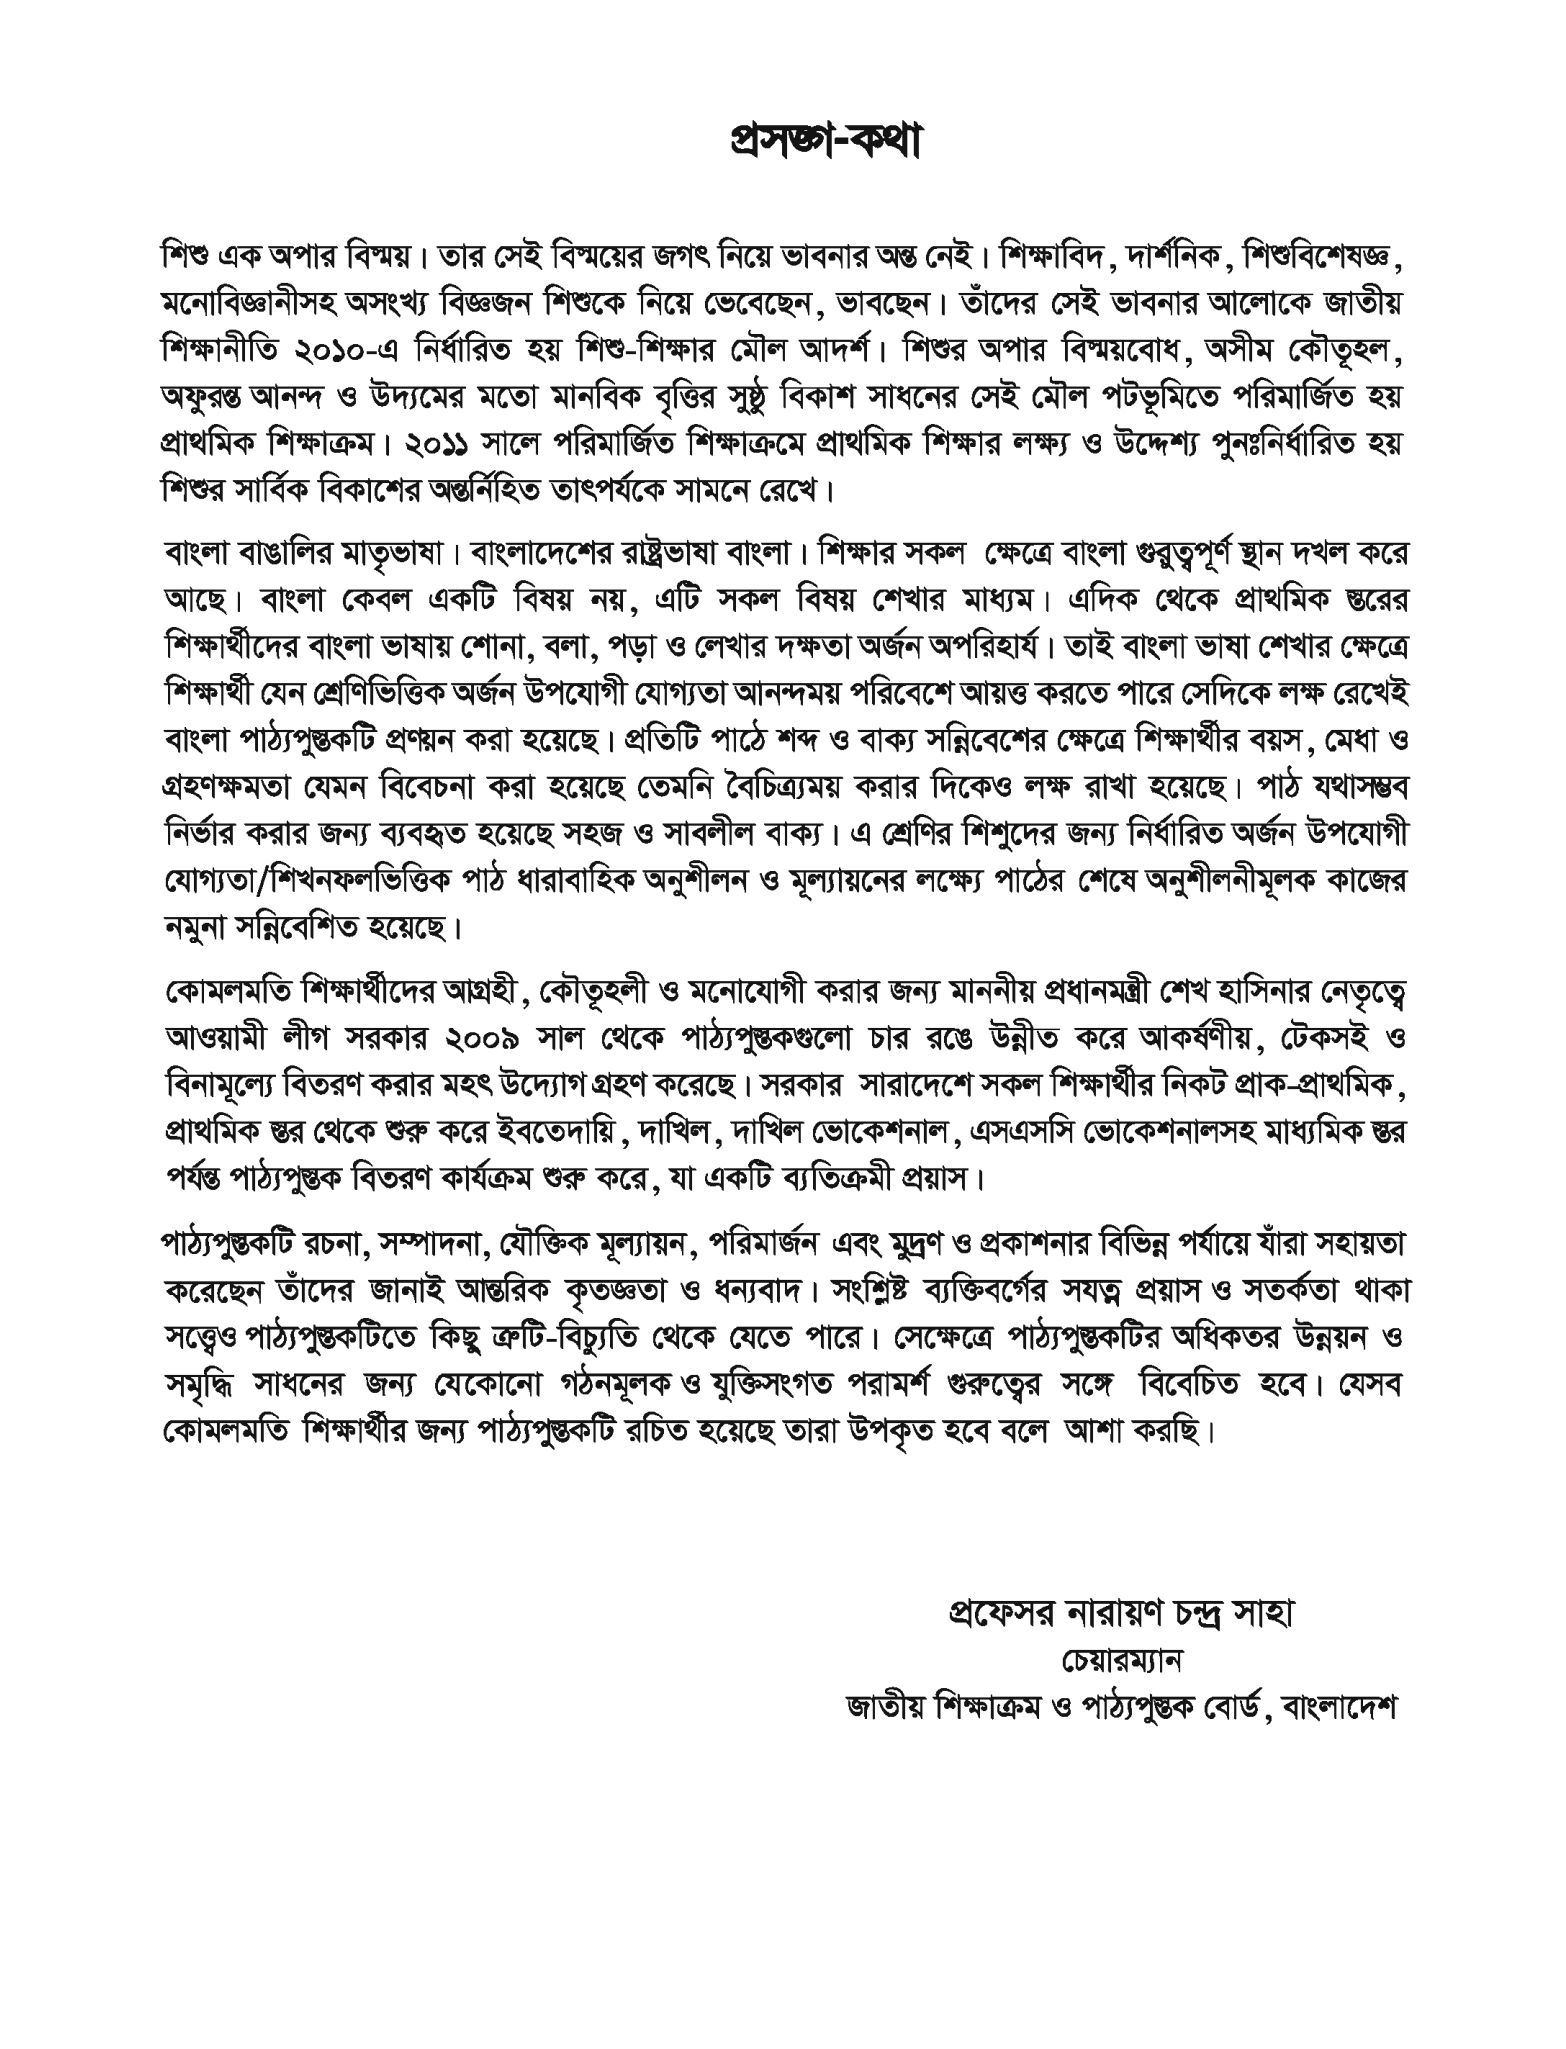 প্রসঙ্গ-কথা
শিশু এক অপার বিস্ময়। তার সেই বিস্ময়ের জগৎ নিয়ে ভাবনার অন্ত নেই। শিক্ষাবিদ, দার্শনিক, শিশুবিশেষজ্ঞ,
মনোবিজ্ঞানীসহ অসংখ্য বিজ্ঞজন শিশুকে নিয়ে ভেবেছেন, ভাবছেন। তাঁদের সেই ভাবনার আলোকে জাতীয়
শিক্ষানীতি ২০১০-এ নির্ধারিত হয় শিশু-শিক্ষার মৌল আদর্শ। শিশুর অপার বিস্ময়বোধ, অসীম কৌতূহল,
অফুরন্ত আনন্দ ও উদ্যমের মতো মানবিক বৃত্তির সুষ্ঠু বিকাশ সাধনের সেই মৌল পটভূমিতে পরিমার্জিত হয়
প্রাথমিক শিক্ষাক্রম। ২০১১ সালে পরিমার্জিত শিক্ষাক্রমে প্রাথমিক শিক্ষার লক্ষ্য ও উদ্দেশ্য পুনঃনির্ধারিত হয়
শিশুর সার্বিক বিকাশের অন্তর্নিহিত তাৎপর্যকে সামনে রেখে।
বাংলা বাঙালির মাতৃভাষা। বাংলাদেশের রাষ্ট্রভাষা বাংলা। শিক্ষার সকল ক্ষেত্রে বাংলা গুরুত্বপূর্ণ স্থান দখল করে
আছে। বাংলা কেবল একটি বিষয় নয়, এটি সকল বিষয় শেখার মাধ্যম। এদিক থেকে প্রাথমিক স্তরের
শিক্ষার্থীদের বাংলা ভাষায় শোনা, বলা, পড়া ও লেখার দক্ষতা অর্জন অপরিহার্য। তাই বাংলা ভাষা শেখার ক্ষেত্রে
শিক্ষার্থী যেন শ্রেণিভিত্তিক অর্জন উপযোগী যোগ্যতা আনন্দময় পরিবেশে আয়ত্ত করতে পারে সেদিকে লক্ষ রেখেই
বাংলা পাঠ্যপুস্তকটি প্রণয়ন করা হয়েছে। প্রতিটি পাঠে শব্দ ও বাক্য সন্নিবেশের ক্ষেত্রে শিক্ষার্থীর বয়স, মেধা ও
গ্রহণক্ষমতা যেমন বিবেচনা করা হয়েছে তেমনি বৈচিত্র্যময় করার দিকেও লক্ষ রাখা হয়েছে। পাঠ যথাসম্ভব
নির্ভার করার জন্য ব্যবহৃত হয়েছে সহজ ও সাবলীল বাক্য। এ শ্রেণির শিশুদের জন্য নির্ধারিত অর্জন উপযোগী
যোগ্যতা/শিখনফলভিত্তিক পাঠ ধারাবাহিক অনুশীলন ও মূল্যায়নের লক্ষ্যে পাঠের শেষে অনুশীলনীমূলক কাজের
নমুনা সন্নিবেশিত হয়েছে।
কোমলমতি শিক্ষার্থীদের আগ্রহী, কৌতূহলী ও মনোযোগী করার জন্য মাননীয় প্রধানমন্ত্রী শেখ হাসিনার নেতৃত্বে
আওয়ামী লীগ সরকার ২০০৯ সাল থেকে পাঠ্যপুস্তকগুলো চার রঙে উন্নীত করে আকর্ষণীয়, টেকসই ও
বিনামূল্যে বিতরণ করার মহৎ উদ্যোগ গ্রহণ করেছে। সরকার সারাদেশে সকল শিক্ষার্থীর নিকট প্রাক-প্রাথমিক,
প্রাথমিক স্তর থেকে শুরু করে ইবতেদায়ি, দাখিল, দাখিল ভোকেশনাল, এসএসসি ভোকেশনালসহ মাধ্যমিক স্তর
পর্যন্ত পাঠ্যপুস্তক বিতরণ কার্যক্রম শুরু করে, যা একটি ব্যতিক্রমী প্রয়াস।
পাঠ্যপুস্তকটি রচনা, সম্পাদনা, যৌক্তিক মূল্যায়ন, পরিমার্জন এবং মুদ্রণ ও প্রকাশনার বিভিন্ন পর্যায়ে যাঁরা সহায়তা
করেছেন তাঁদের জানাই আন্তরিক কৃতজ্ঞতা ও ধন্যবাদ। সংশ্লিষ্ট ব্যক্তিবর্গের সযত্ন প্রয়াস ও সতর্কতা থাকা
সত্ত্বেও পাঠ্যপুস্তকটিতে কিছু ত্রুটি-বিচ্যুতি থেকে যেতে পারে। সেক্ষেত্রে পাঠ্যপুস্তকটির অধিকতর উন্নয়ন ও
সমৃদ্ধি সাধনের জন্য যেকোনো গঠনমূলক ও যুক্তিসংগত পরামর্শ গুরুত্বের সঙ্গে বিবেচিত হবে। যেসব
কোমলমতি শিক্ষার্থীর জন্য পাঠ্যপুস্তকটি রচিত হয়েছে তারা উপকৃত হবে বলে আশা করছি।
প্রফেসর নারায়ণ চন্দ্র সাহা
চেয়ারম্যান
জাতীয় শিক্ষাক্রম ও পাঠ্যপুস্তক বোর্ড, বাংলাদেশ